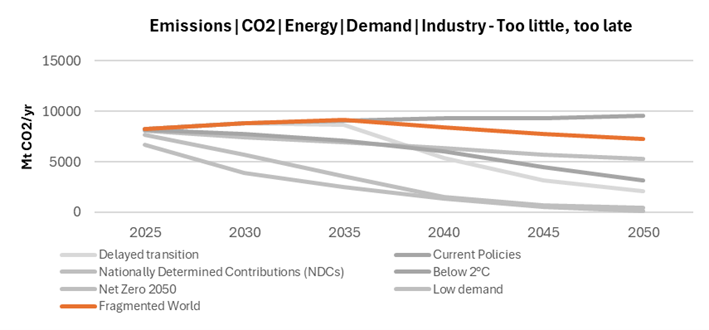 Emissions|CO2|Energy|Demand|Industry - Too little, too late
Mt CO2/yr
15000
10000
5000
0
2025 2030 2035 2040 2045 2050
Delayed transition Current Policies
Nationally Determined Contributions (NDCs) Below 2°C
Net Zero 2050 Low demand
Fragmented World